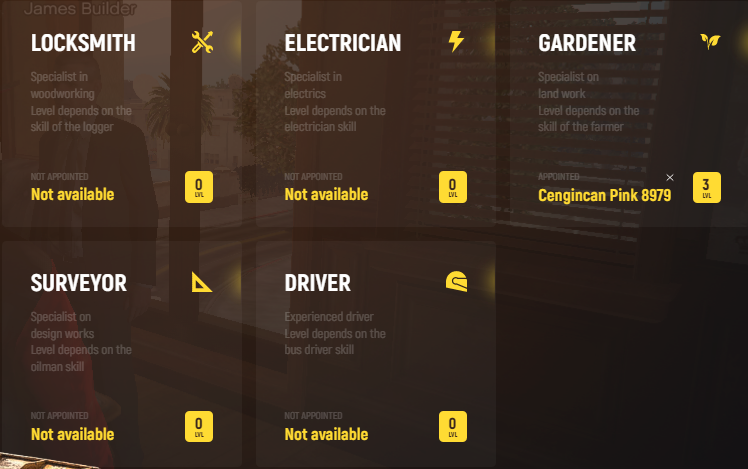 James Builder
LOCKSMITH
Specialist in
woodworking
Level depends on the
skill of the logger
NOT APPOINTED
Not available
0
LVL
ELECTRICIAN
Specialist in
electrics
Level depends on the
electrician skill
NOT APPOINTED
Not available
0
LVL
GARDENER
Specialist on
land work
Level depends on the
skill of the farmer
APPOINTED
Cengincan Pink 8979
3
LVL
SURVEYOR
Specialist on
design works
Level depends on the
oilman skill
NOT APPOINTED
Not available
0
LVL
DRIVER
Experienced driver
Level depends on the
bus driver skill
NOT APPOINTED
Not available
0
LVL